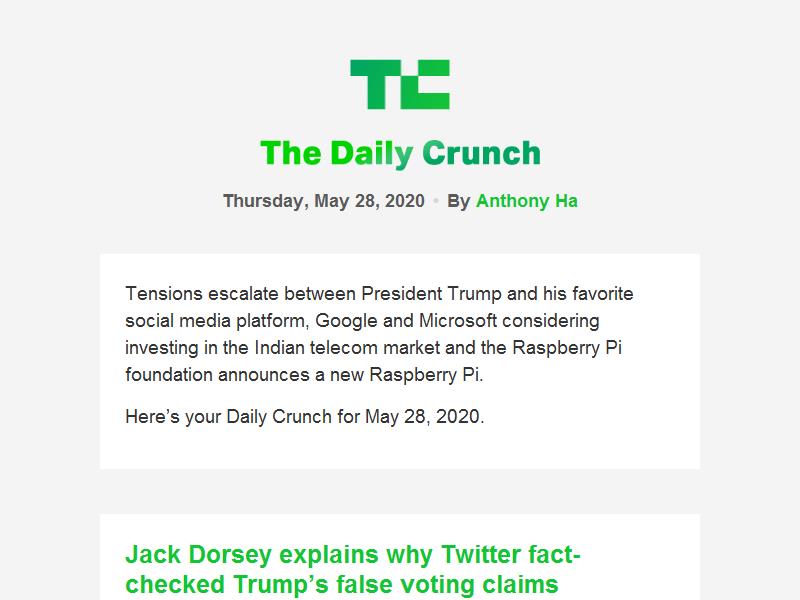 TC
The Daily Crunch
Thursday, May 28, 2020 • By Anthony Ha
Tensions escalate between President Trump and his favorite
social media platform, Google and Microsoft considering
investing in the Indian telecom market and the Raspberry Pi
foundation announces a new Raspberry Pi.
Here’s your Daily Crunch for May 28, 2020.
Jack Dorsey explains why Twitter fact-
checked Trump’s false voting claims